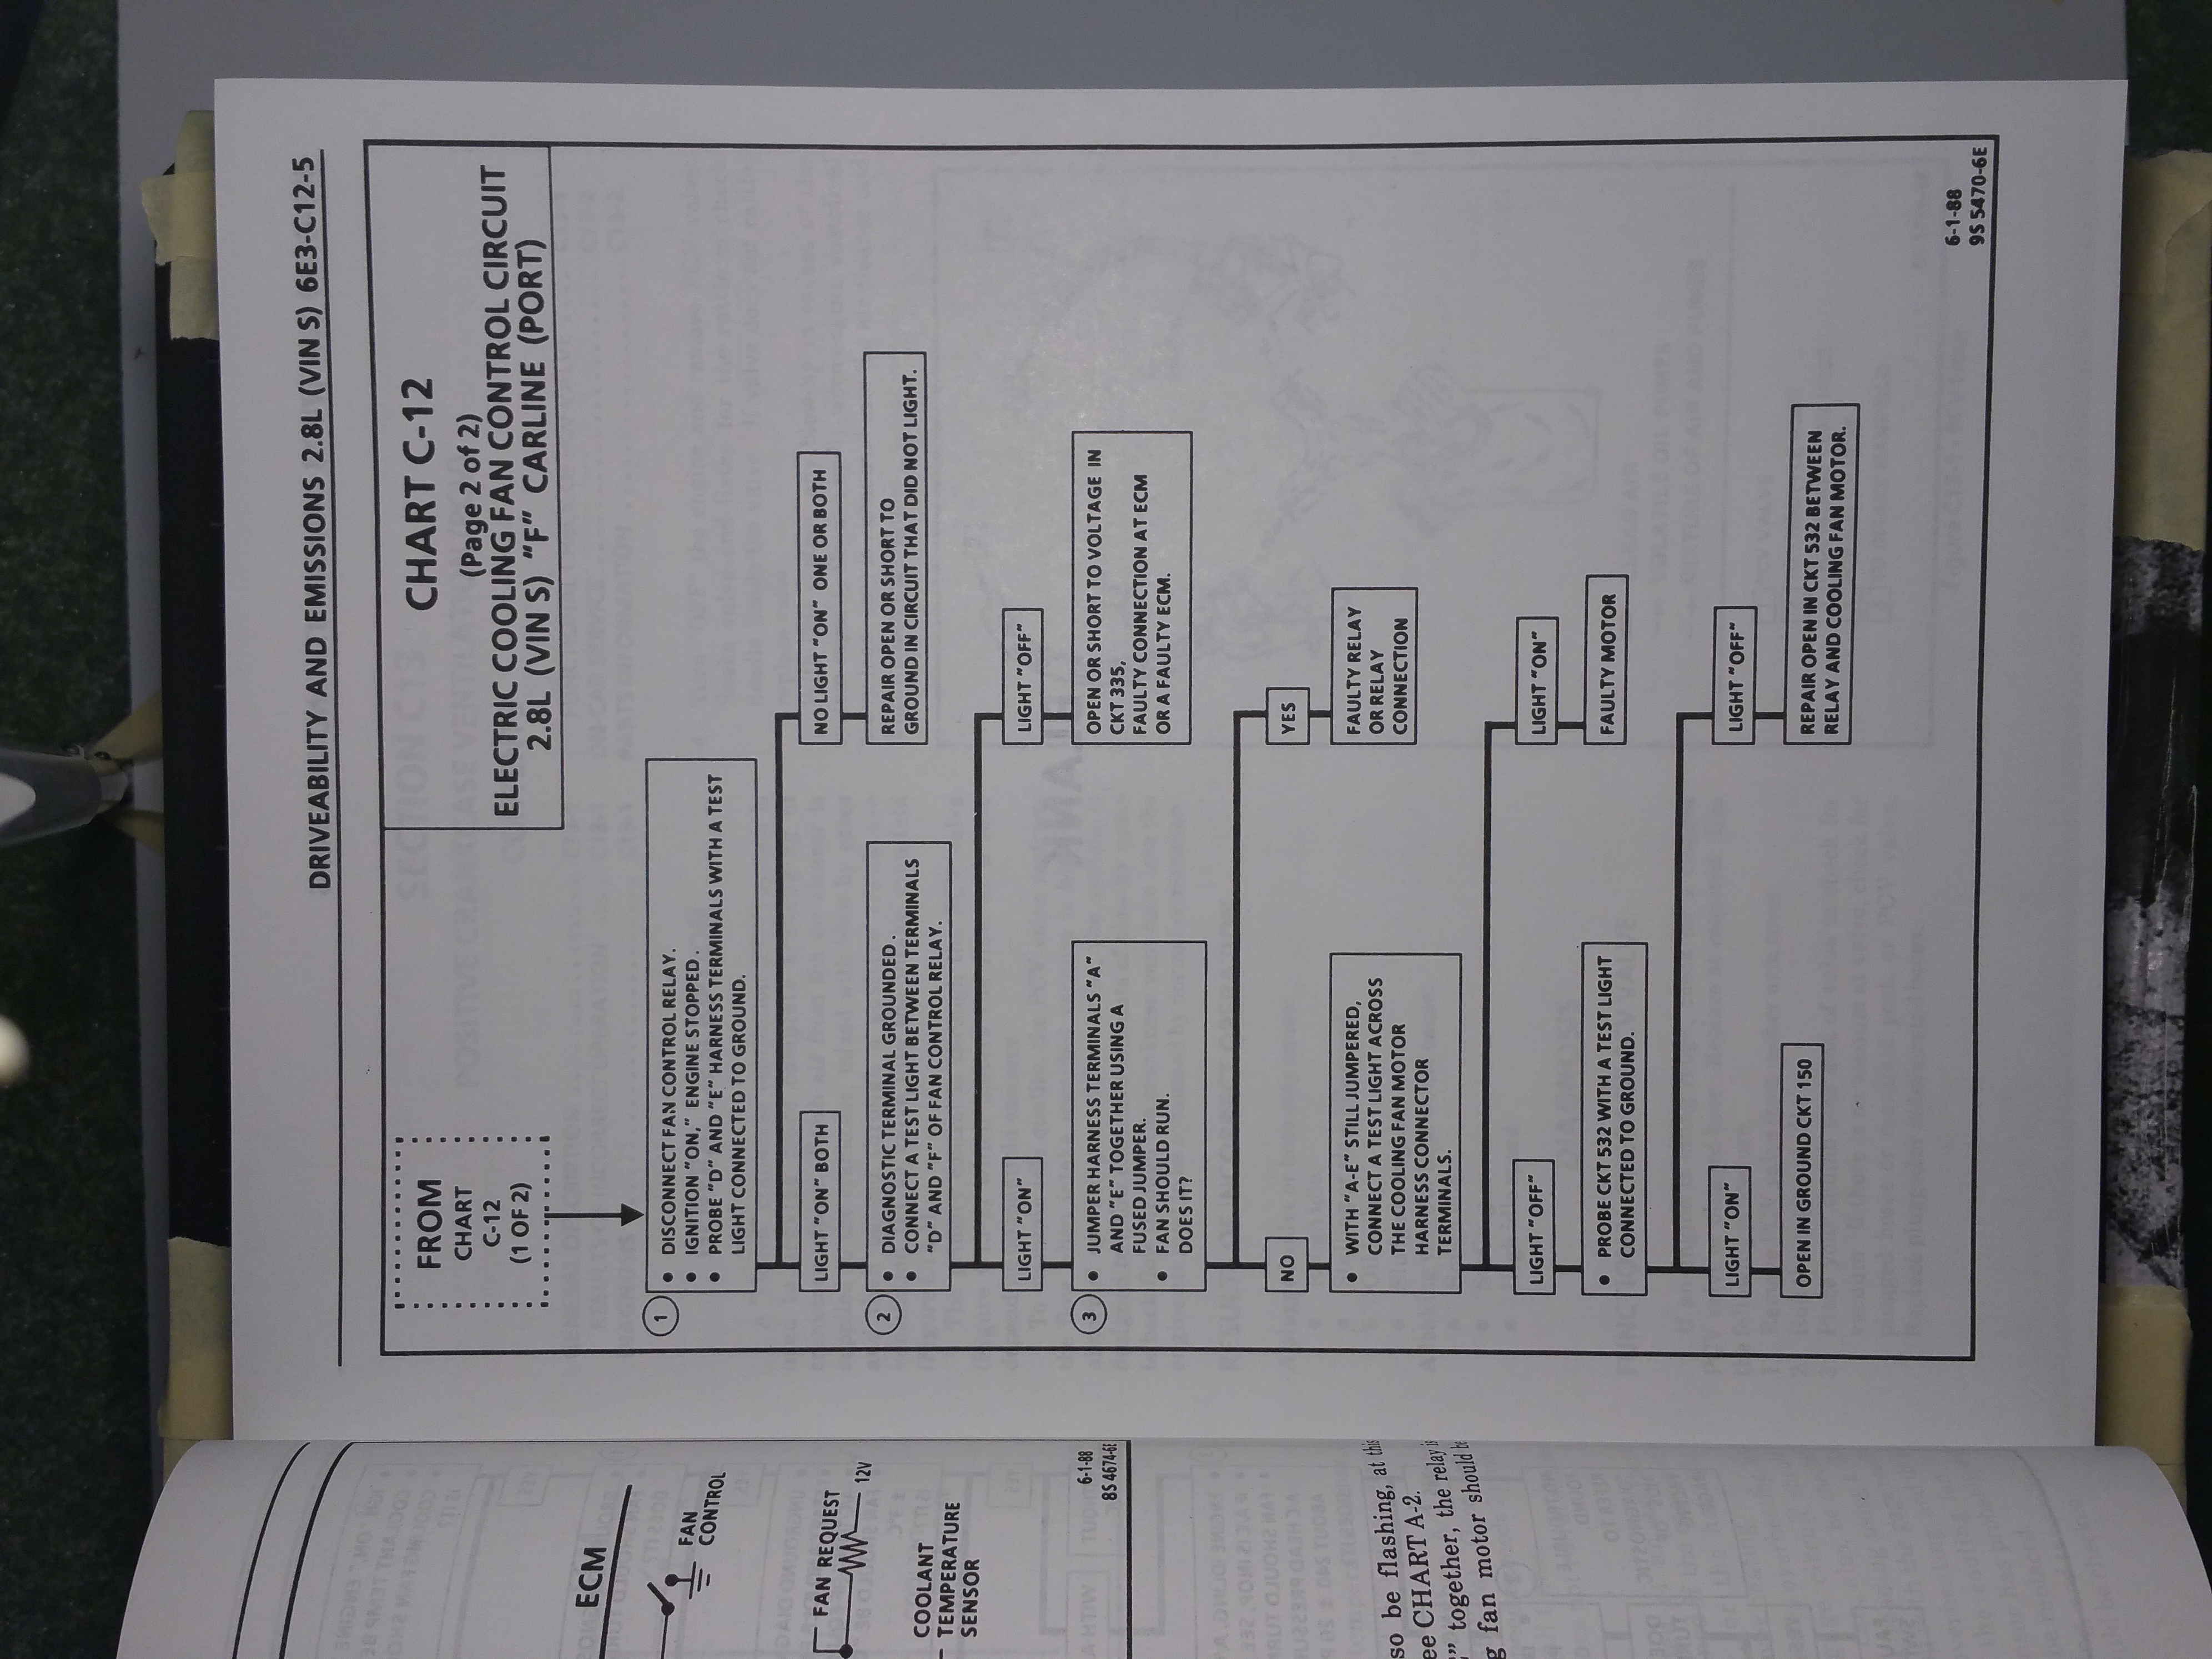 DRIVEABILITY AND EMISSIONS 2.8L (VIN S) 6E3-C12-5
FROM
CHART
C-12
(1 OF 2)
CHART C-12
(Page 2 of 2)
ELECTRIC COOLING FAN CONTROL CIRCUIT
2.8L (VIN S) "F" CARLINE (PORT)
1
• DISCONNECT FAN CONTROL RELAY.
• IGNITION "ON," ENGINE STOPPED.
• PROBE "D" AND "E" HARNESS TERMINALS WITH A TEST
LIGHT CONNECTED TO GROUND.
LIGHT "ON" BOTH
NO LIGHT "ON" ONE OR BOTH
2
• DIAGNOSTIC TERMINAL GROUNDED.
• CONNECT A TEST LIGHT BETWEEN TERMINALS
"D" AND "F" OF FAN CONTROL RELAY.
REPAIR OPEN OR SHORT TO
GROUND IN CIRCUIT THAT DID NOT LIGHT.
LIGHT "ON"
LIGHT "OFF"
3
• JUMPER HARNESS TERMINALS "A"
AND "E" TOGETHER USING A
FUSED JUMPER.
• FAN SHOULD RUN.
DOES IT?
OPEN OR SHORT TO VOLTAGE IN
CKT 335,
FAULTY CONNECTION AT ECM
OR A FAULTY ECM.
NO
YES
• WITH "A-E" STILL JUMPERED,
CONNECT A TEST LIGHT ACROSS
THE COOLING FAN MOTOR
HARNESS CONNECTOR
TERMINALS.
FAULTY RELAY
OR RELAY
CONNECTION
LIGHT "OFF"
LIGHT "ON"
• PROBE CKT 532 WITH A TEST LIGHT
CONNECTED TO GROUND.
FAULTY MOTOR
LIGHT "ON"
LIGHT "OFF"
OPEN IN GROUND CKT 150
REPAIR OPEN IN CKT 532 BETWEEN
RELAY AND COOLING FAN MOTOR.
6-1-88
9S 5470-6E
ECM
FAN
CONTROL
FAN REQUEST
12V
COOLANT
TEMPERATURE
SENSOR
6-1-88
8S 4674-6E
so be flashing, at this
ee CHART A-2.
" together, the relay is
g fan motor should be